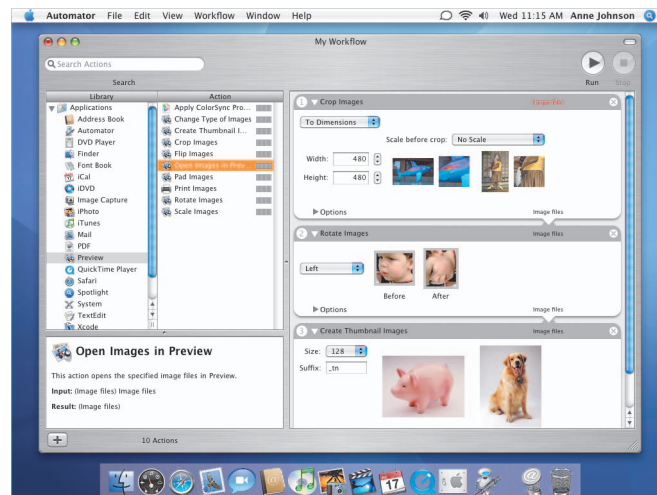 Automator File Edit View Workflow Window Help Wed 11:15 AM Anne Johnson
My Workflow
Search Actions
Search
Run Stop
Library
Applications
Address Book
Automator
DVD Player
Finder
Font Book
iCal
iDVD
Image Capture
iPhoto
iTunes
Mail
PDF
Preview
QuickTime Player
Safari
Spotlight
System
TextEdit
Xcode
Action
Apply ColorSync Pro...
Change Type of Images
Create Thumbnail I...
Crop Images
Flip Images
Open Images in Prev...
Pad Images
Print Images
Rotate Images
Scale Images
Open Images in Preview
This action opens the specified image files in Preview.
Input: (Image files) Image files
Result: (Image files)
10 Actions
1 Crop Images
To Dimensions
Scale before crop: No Scale
Width: 480
Height: 480
Options Image files
2 Rotate Images Image files
Left
Before After
Options Image files
3 Create Thumbnail Images Image files
Size: 128
Suffix: _tn
17